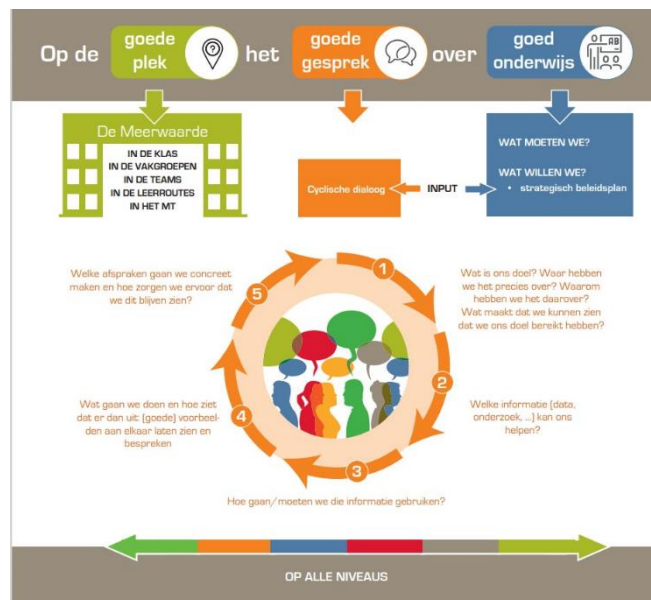 Op de goede plek het goede gesprek over goed onderwijs
De Meerwaarde
IN DE KLAS
IN DE VAKGROEPEN
IN DE TEAMS
IN DE LEERROUTES
IN HET MT
Cyclische dialoog
INPUT
WAT MOETEN WE?
WAT WILLEN WE?
• strategisch beleidsplan
1
Wat is ons doel? Waar hebben
we het precies over? Waarom
hebben we het daarover?
Wat maakt dat we kunnen zien
dat we ons doel bereikt hebben?
2
Welke informatie (data,
onderzoek, ...) kan ons
helpen?
3
Hoe gaan/moeten we die informatie gebruiken?
4
Wat gaan we doen en hoe ziet
dat er dan uit (goede) voorbeel-
den aan elkaar laten zien en
bespreken
5
Welke afspraken gaan we concreet
maken en hoe zorgen we ervoor dat
we dit blijven zien?
OP ALLE NIVEAUS